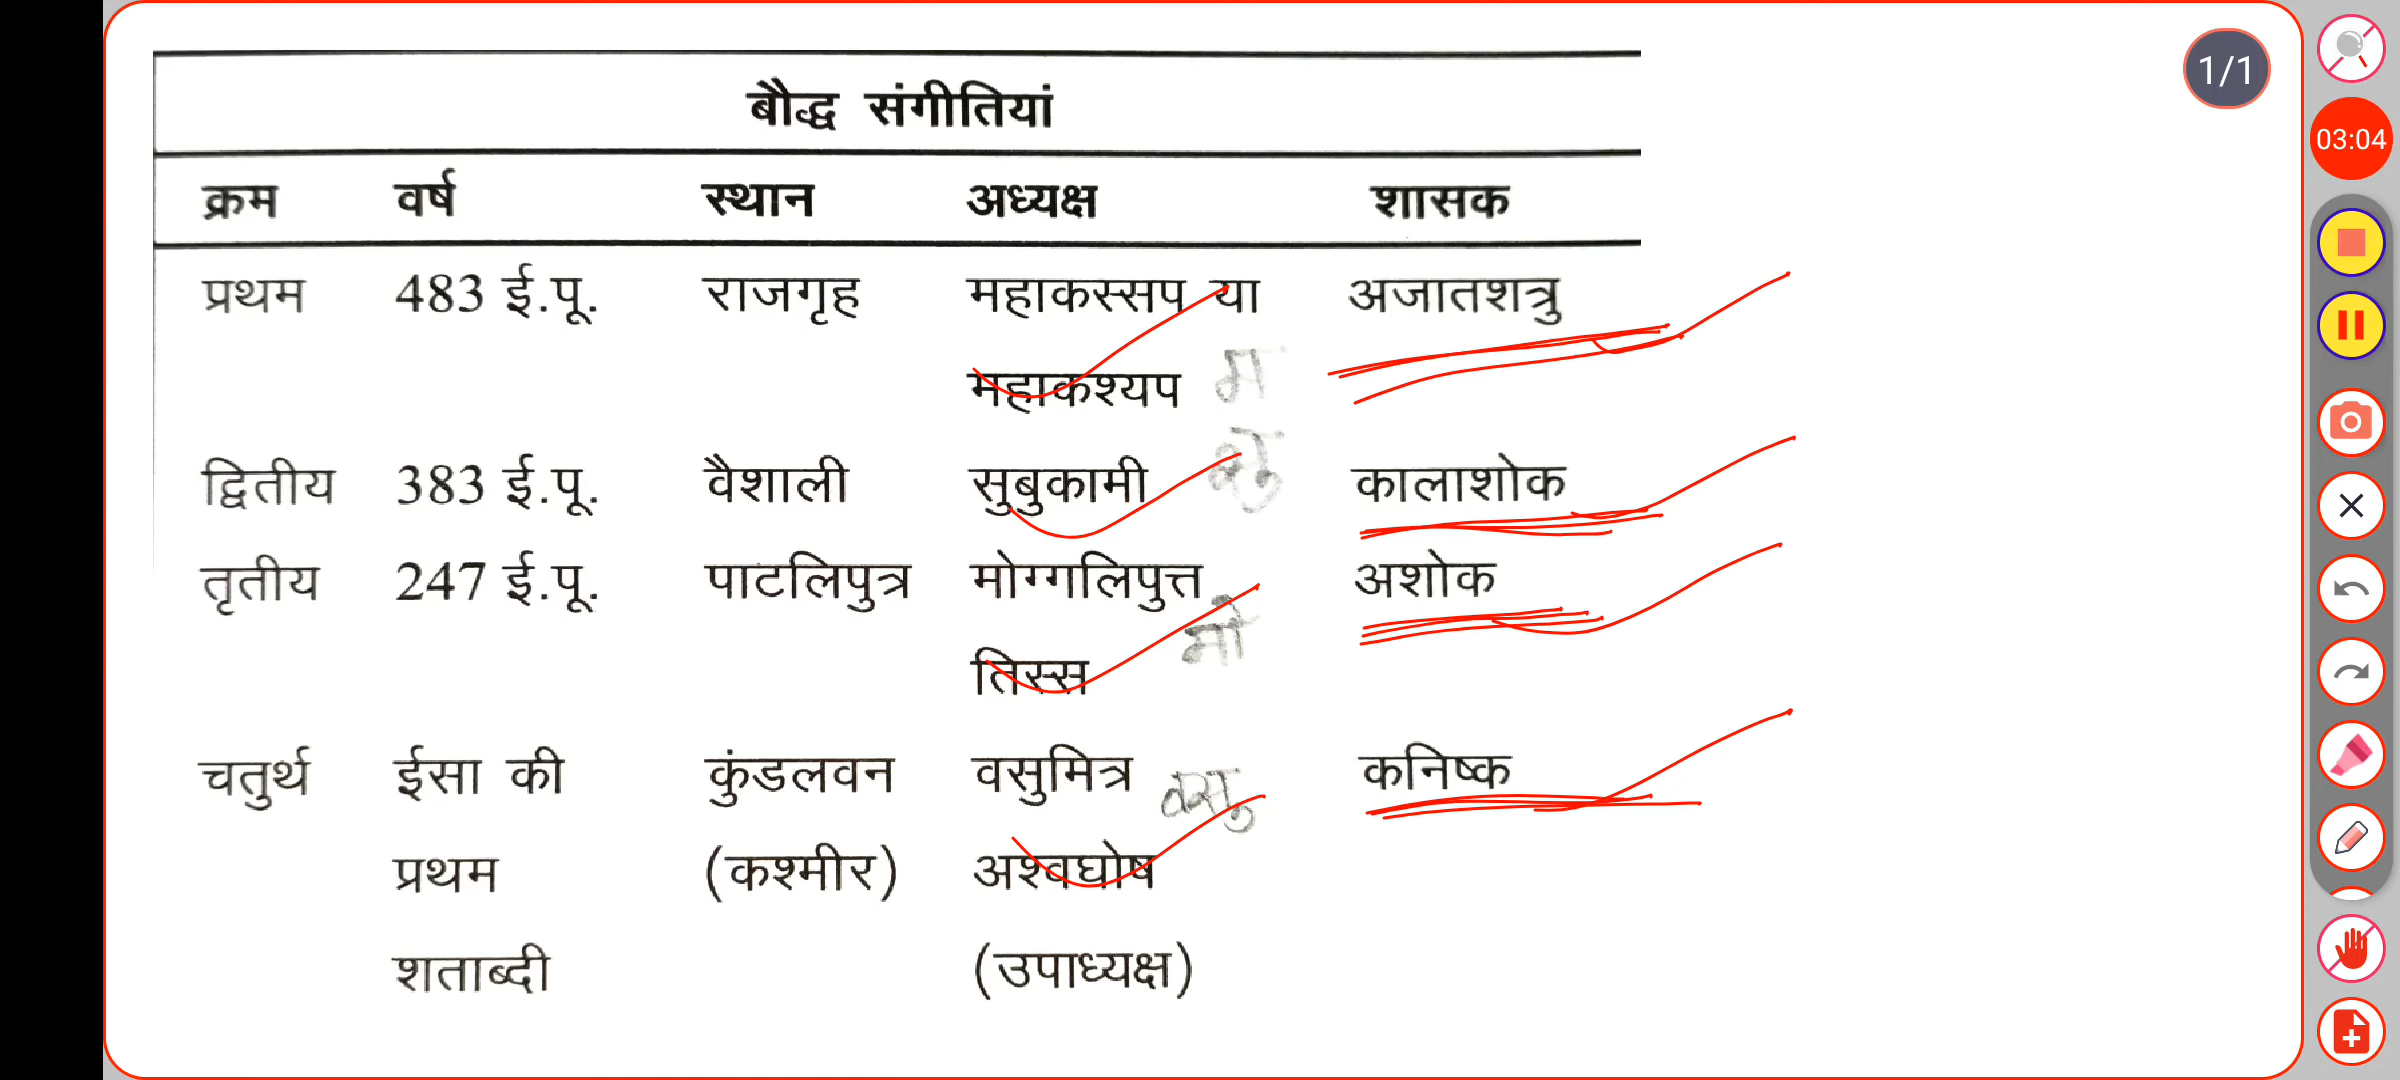 बौद्ध संगीतियां
क्रम वर्ष स्थान अध्यक्ष शासक
प्रथम 483 ई.पू. राजगृह महाकस्सप या अजातशत्रु
महाकश्यप म
द्वितीय 383 ई.पू. वैशाली सुबुकामी कालाशोक
तृतीय 247 ई.पू. पाटलिपुत्र मोग्गलिपुत्त अशोक
तिस्स मो
चतुर्थ ईसा की कुंडलवन वसुमित्र वसु कनिष्क
प्रथम (कश्मीर) अश्वघोष
शताब्दी (उपाध्यक्ष)
1/1
03:04